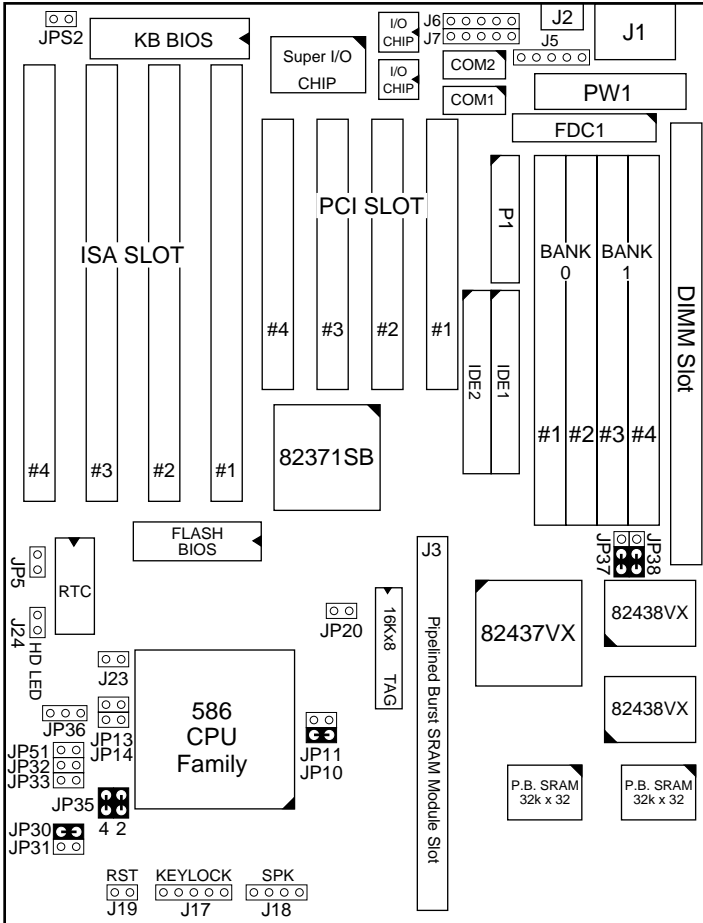 JPS2
KB BIOS
Super I/O
CHIP
I/O
CHIP
I/O
CHIP
J6
J7
COM2
COM1
J2
J1
J5
PW1
FDC1
ISA SLOT
#4
#3
#2
#1
PCI SLOT
#4
#3
#2
#1
P1
IDE2
IDE1
BANK
0
BANK
1
#1
#2
#3
#4
DIMM Slot
82371SB
FLASH
BIOS
JP5
RTC
J24
HD LED
JP20
16Kx8 TAG
J3
Pipelined Burst SRAM Module Slot
JP37
JP38
82437VX
82438VX
82438VX
J23
586
CPU
Family
JP36
JP13
JP14
JP11
JP10
JP51
JP32
JP33
JP35
4 2
JP30
JP31
P.B. SRAM
32k x 32
P.B. SRAM
32k x 32
RST
J19
KEYLOCK
J17
SPK
J18